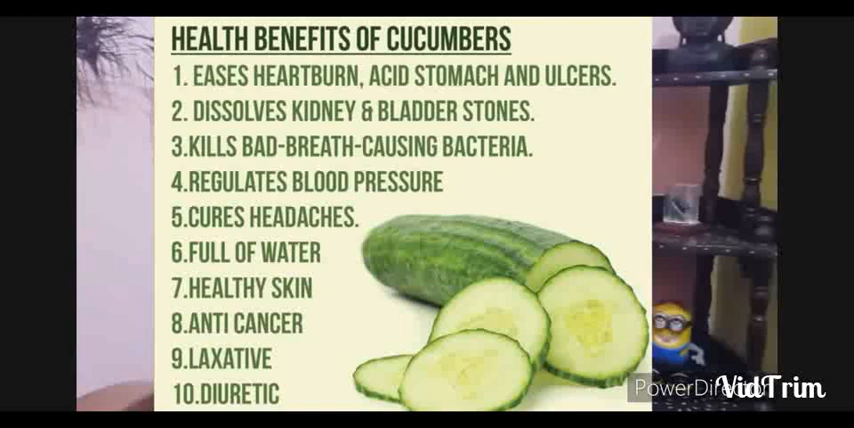 HEALTH BENEFITS OF CUCUMBERS
1. EASES HEARTBURN, ACID STOMACH AND ULCERS.
2. DISSOLVES KIDNEY & BLADDER STONES.
3.KILLS BAD-BREATH-CAUSING BACTERIA.
4.REGULATES BLOOD PRESSURE
5.CURES HEADACHES.
6.FULL OF WATER
7.HEALTHY SKIN
8.ANTI CANCER
9.LAXATIVE
10.DIURETIC
VidTrim